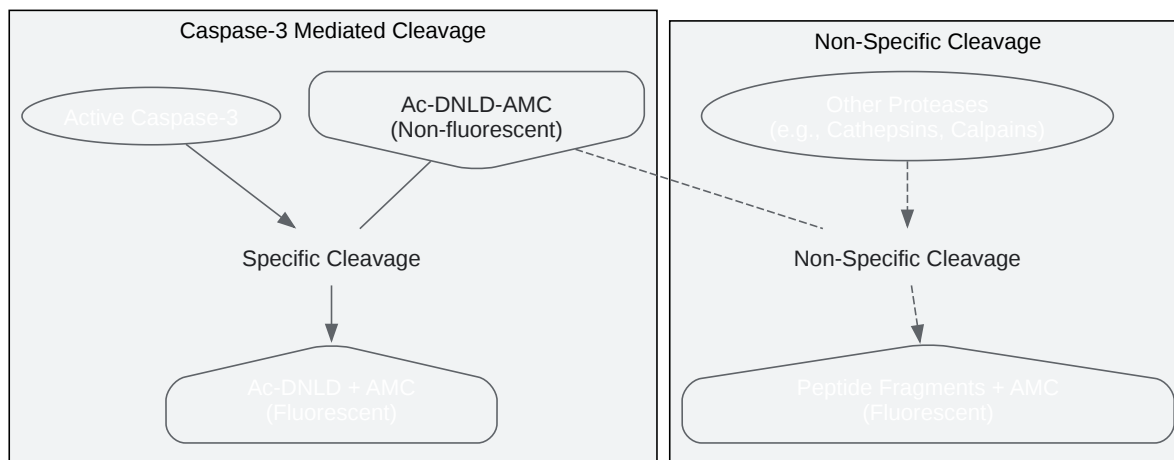 Caspase-3 Mediated Cleavage
Active Caspase-3
Ac-DNLD-AMC
(Non-fluorescent)
Specific Cleavage
Ac-DNLD + AMC
(Fluorescent)
Non-Specific Cleavage
Other Proteases
(e.g., Cathepsins, Calpains)
Non-Specific Cleavage
Peptide Fragments + AMC
(Fluorescent)